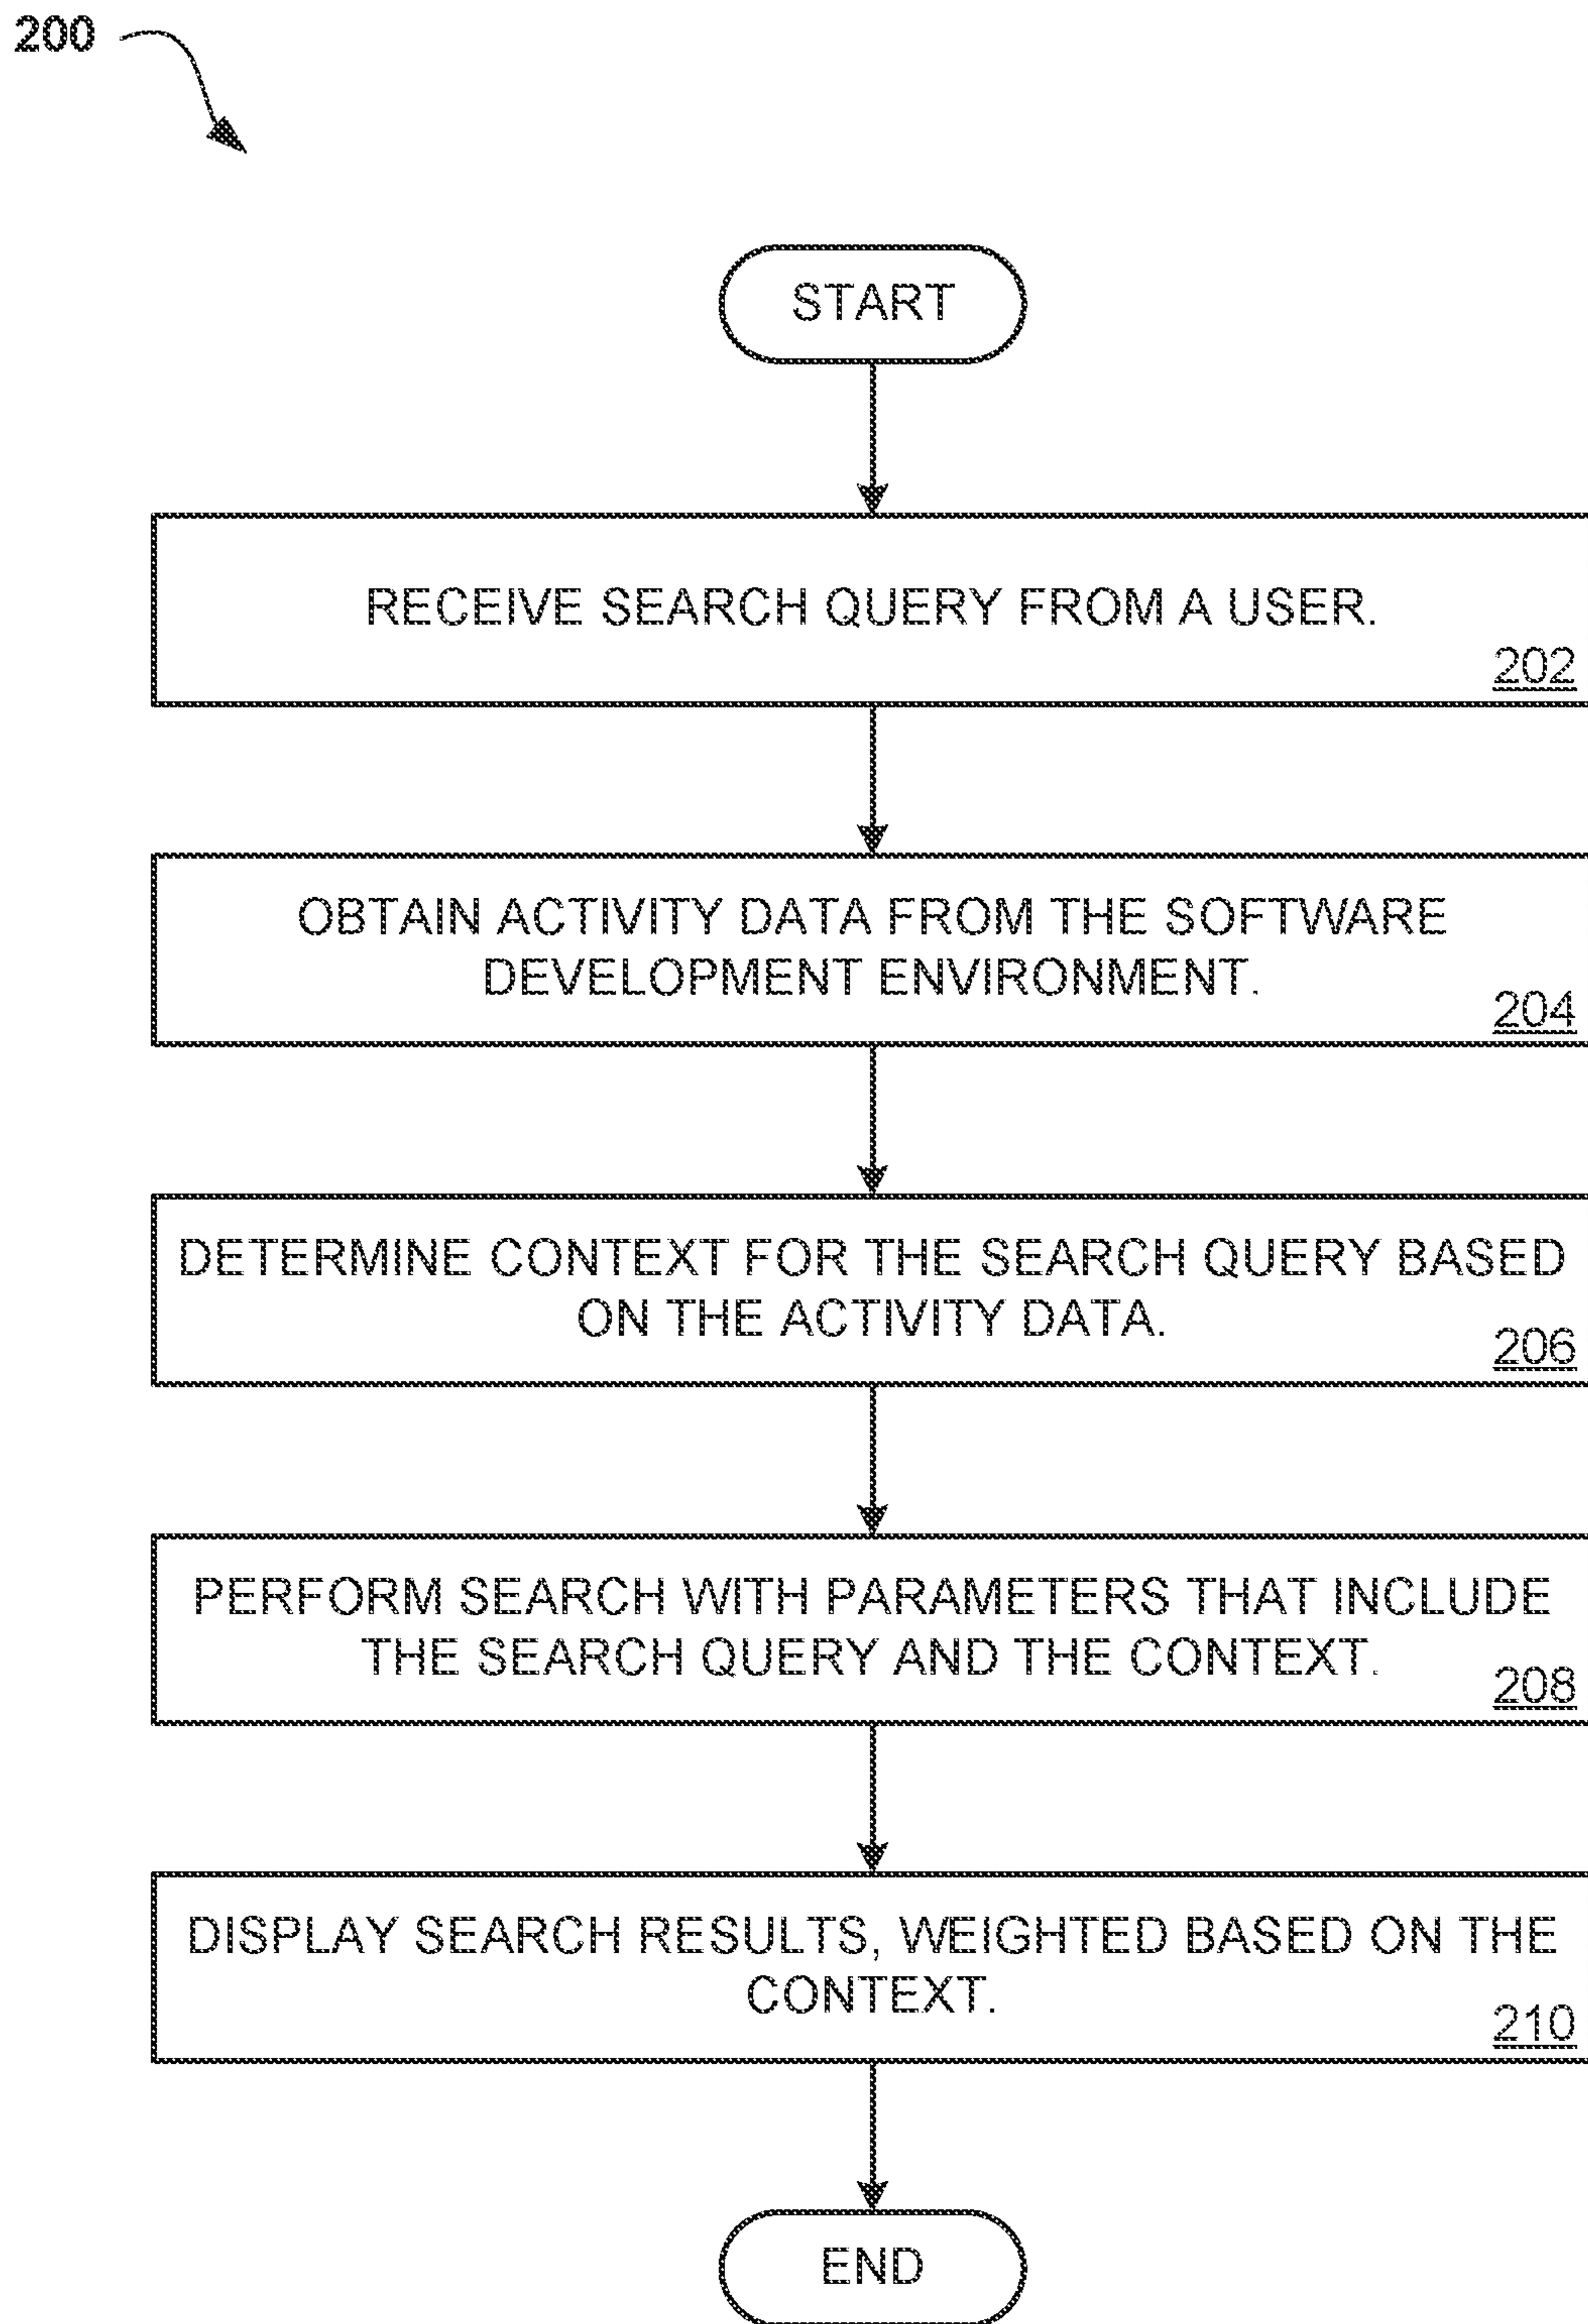 200
START
RECEIVE SEARCH QUERY FROM A USER.
202
OBTAIN ACTIVITY DATA FROM THE SOFTWARE
DEVELOPMENT ENVIRONMENT.
204
DETERMINE CONTEXT FOR THE SEARCH QUERY BASED
ON THE ACTIVITY DATA.
206
PERFORM SEARCH WITH PARAMETERS THAT INCLUDE
THE SEARCH QUERY AND THE CONTEXT.
208
DISPLAY SEARCH RESULTS, WEIGHTED BASED ON THE
CONTEXT.
210
END